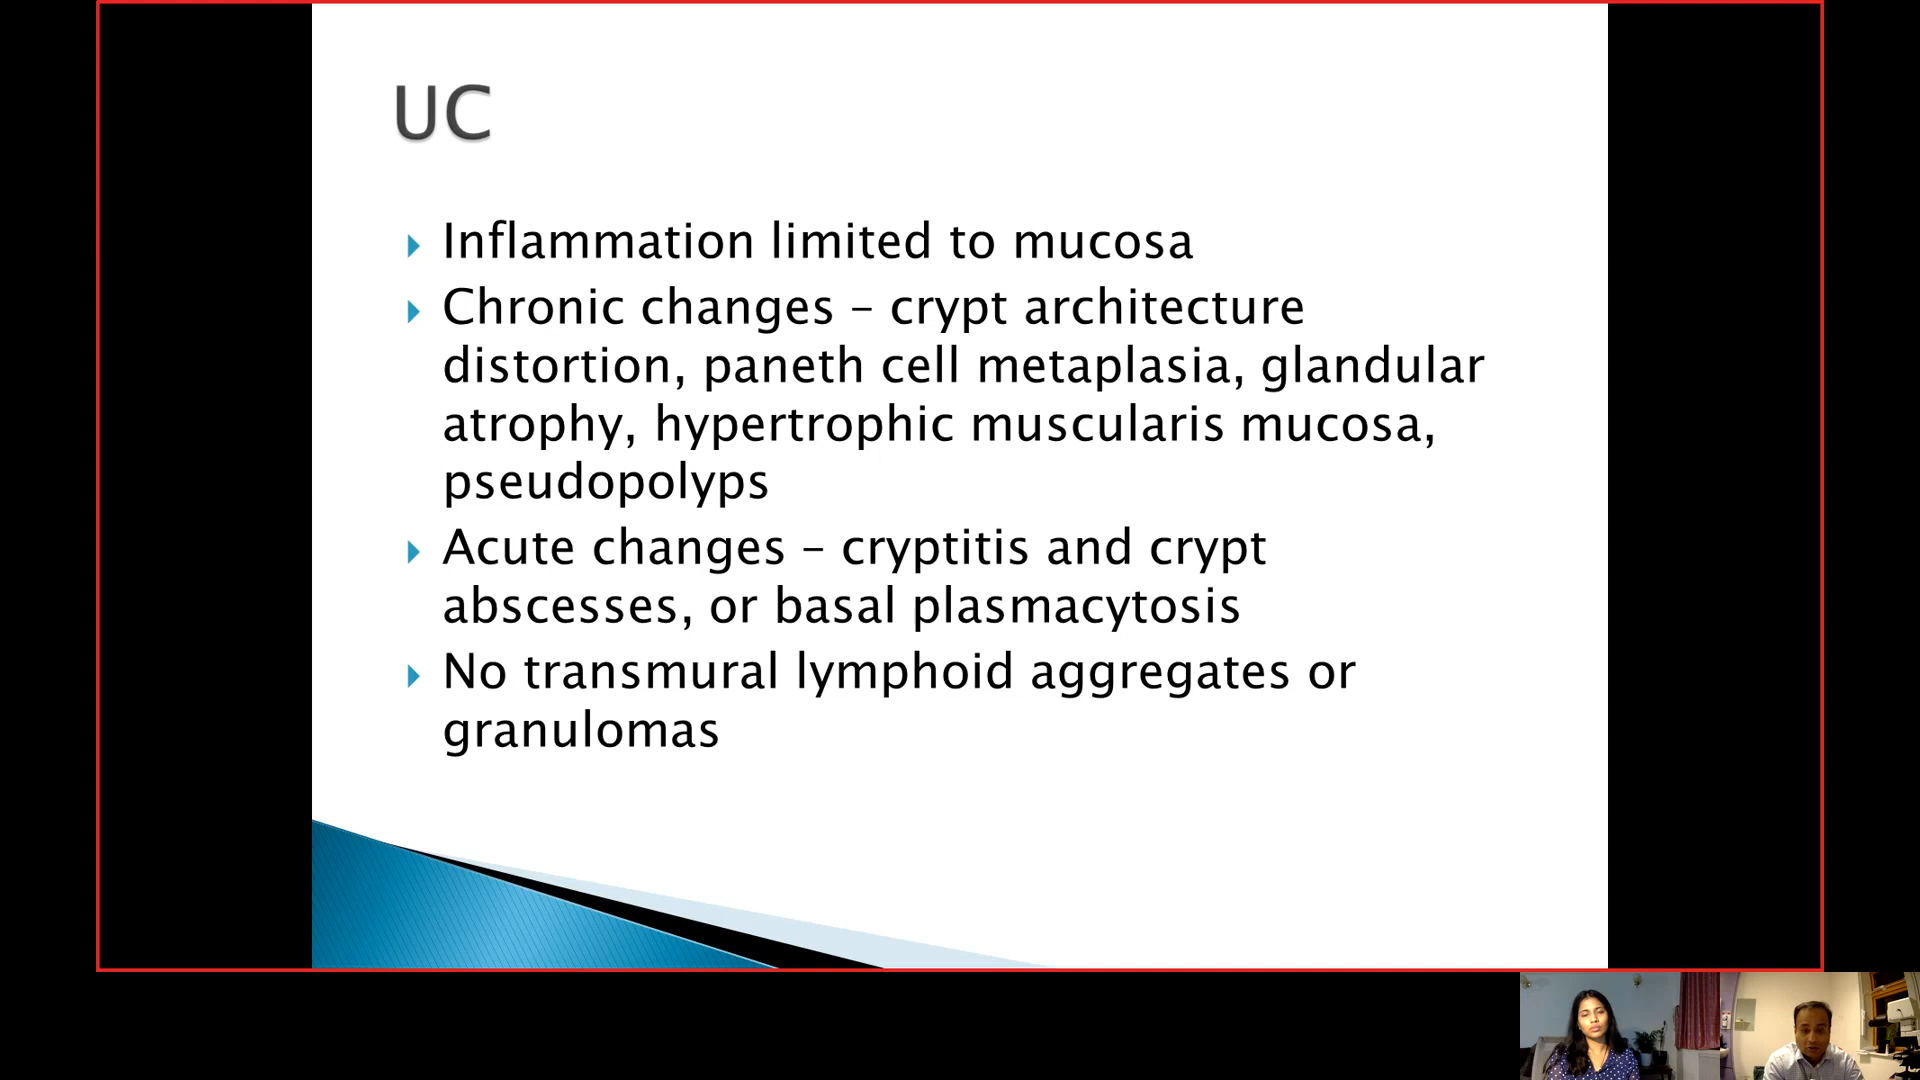 UC
Inflammation limited to mucosa
Chronic changes – crypt architecture
distortion, paneth cell metaplasia, glandular
atrophy, hypertrophic muscularis mucosa,
pseudopolyps
Acute changes – cryptitis and crypt
abscesses, or basal plasmacytosis
No transmural lymphoid aggregates or
granulomas